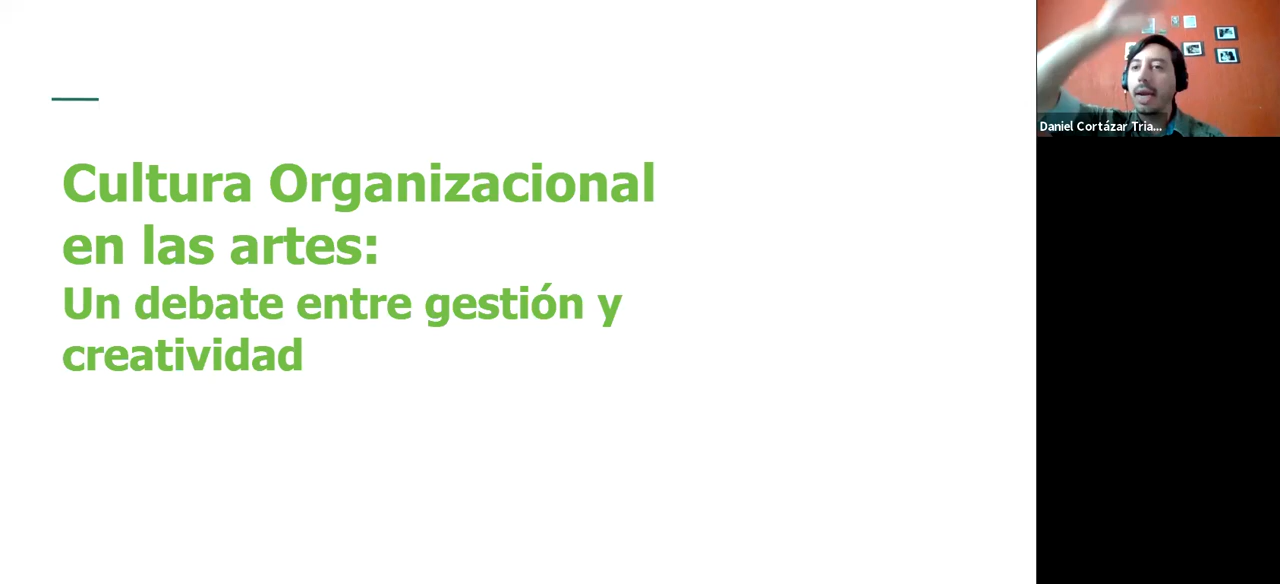 Cultura Organizacional
en las artes:
Un debate entre gestión y
creatividad
Daniel Cortázar Tria...